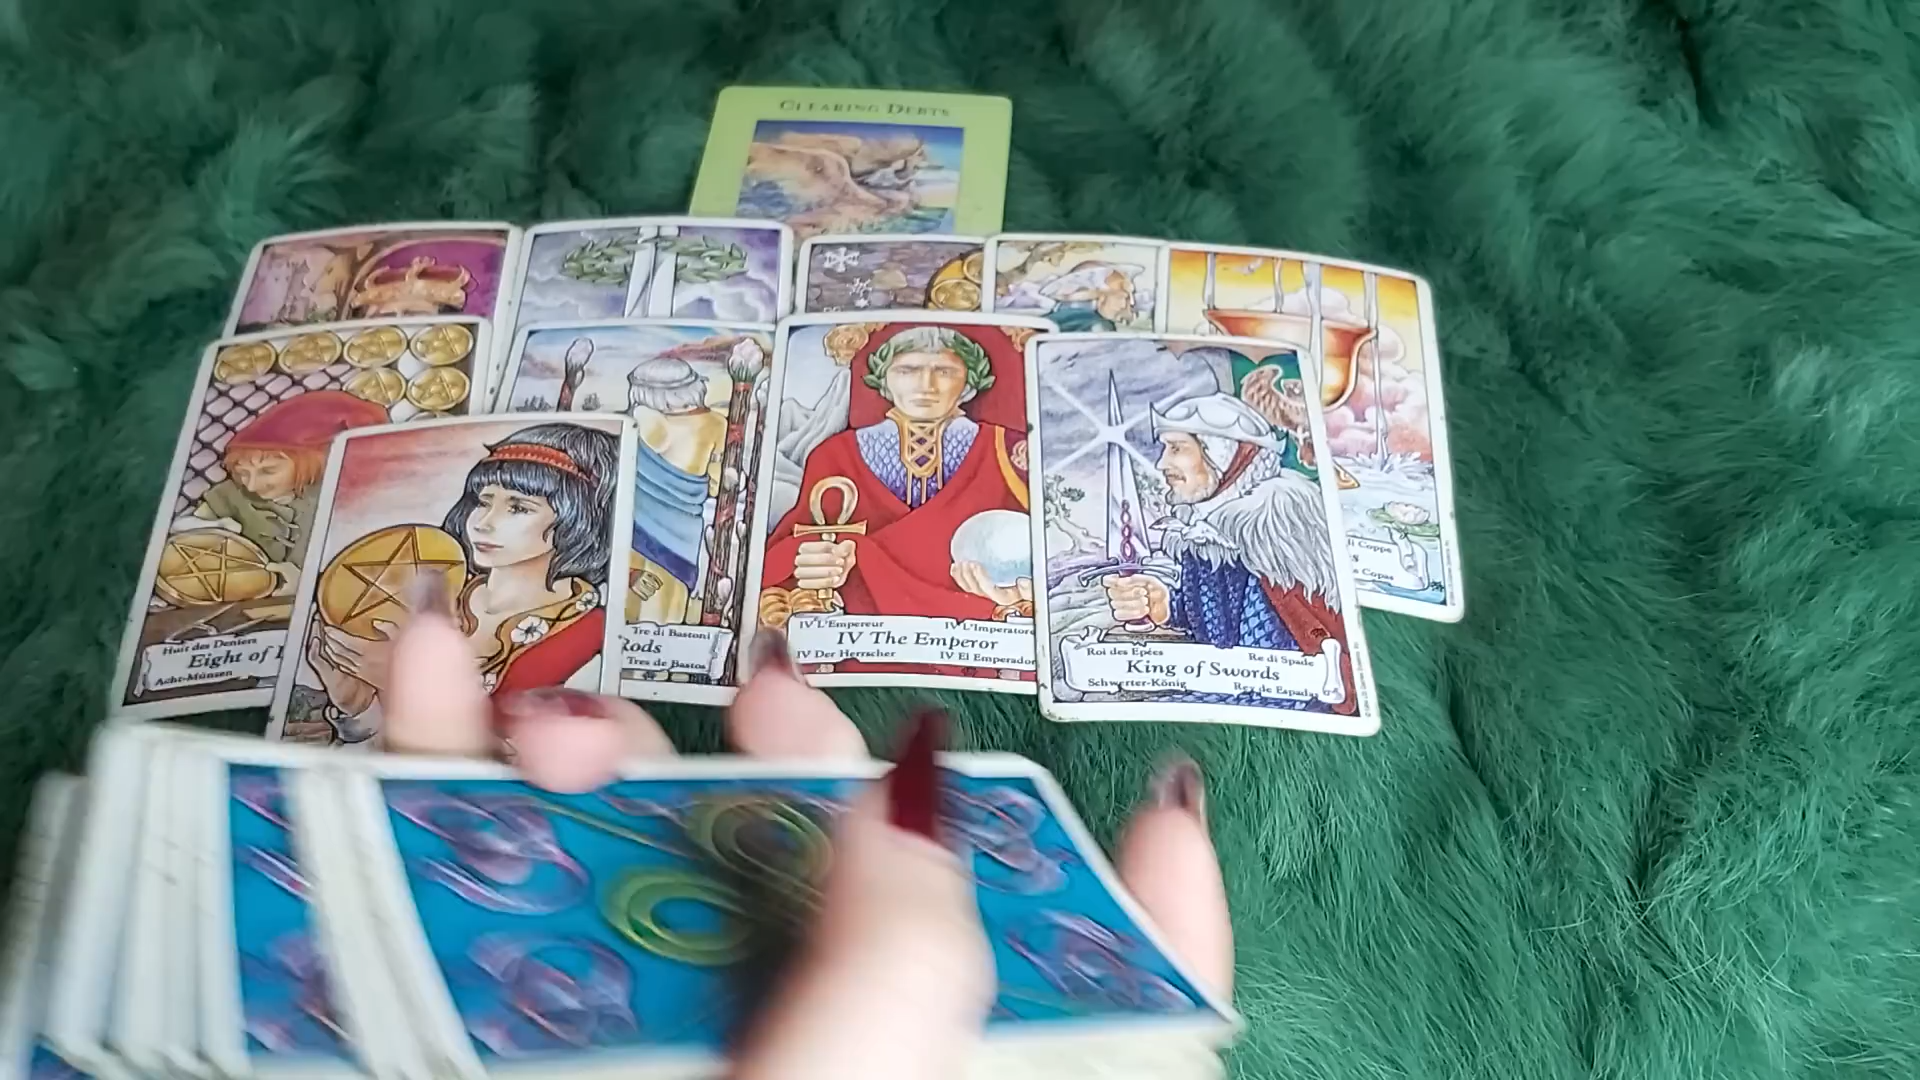 CLEARING DEBTS
Huit des Deniers
Eight of
Acht-Münzen
Tre di Bastoni
Rods
Tres de Bastos
IV L'Empereur
IV L'Imperatore
IV The Emperor
IV Der Herrscher
IV El Emperador
Roi des Epées
Re di Spade
King of Swords
Schwerter-König
Rey de Espadas
di Coppe
s
Copas